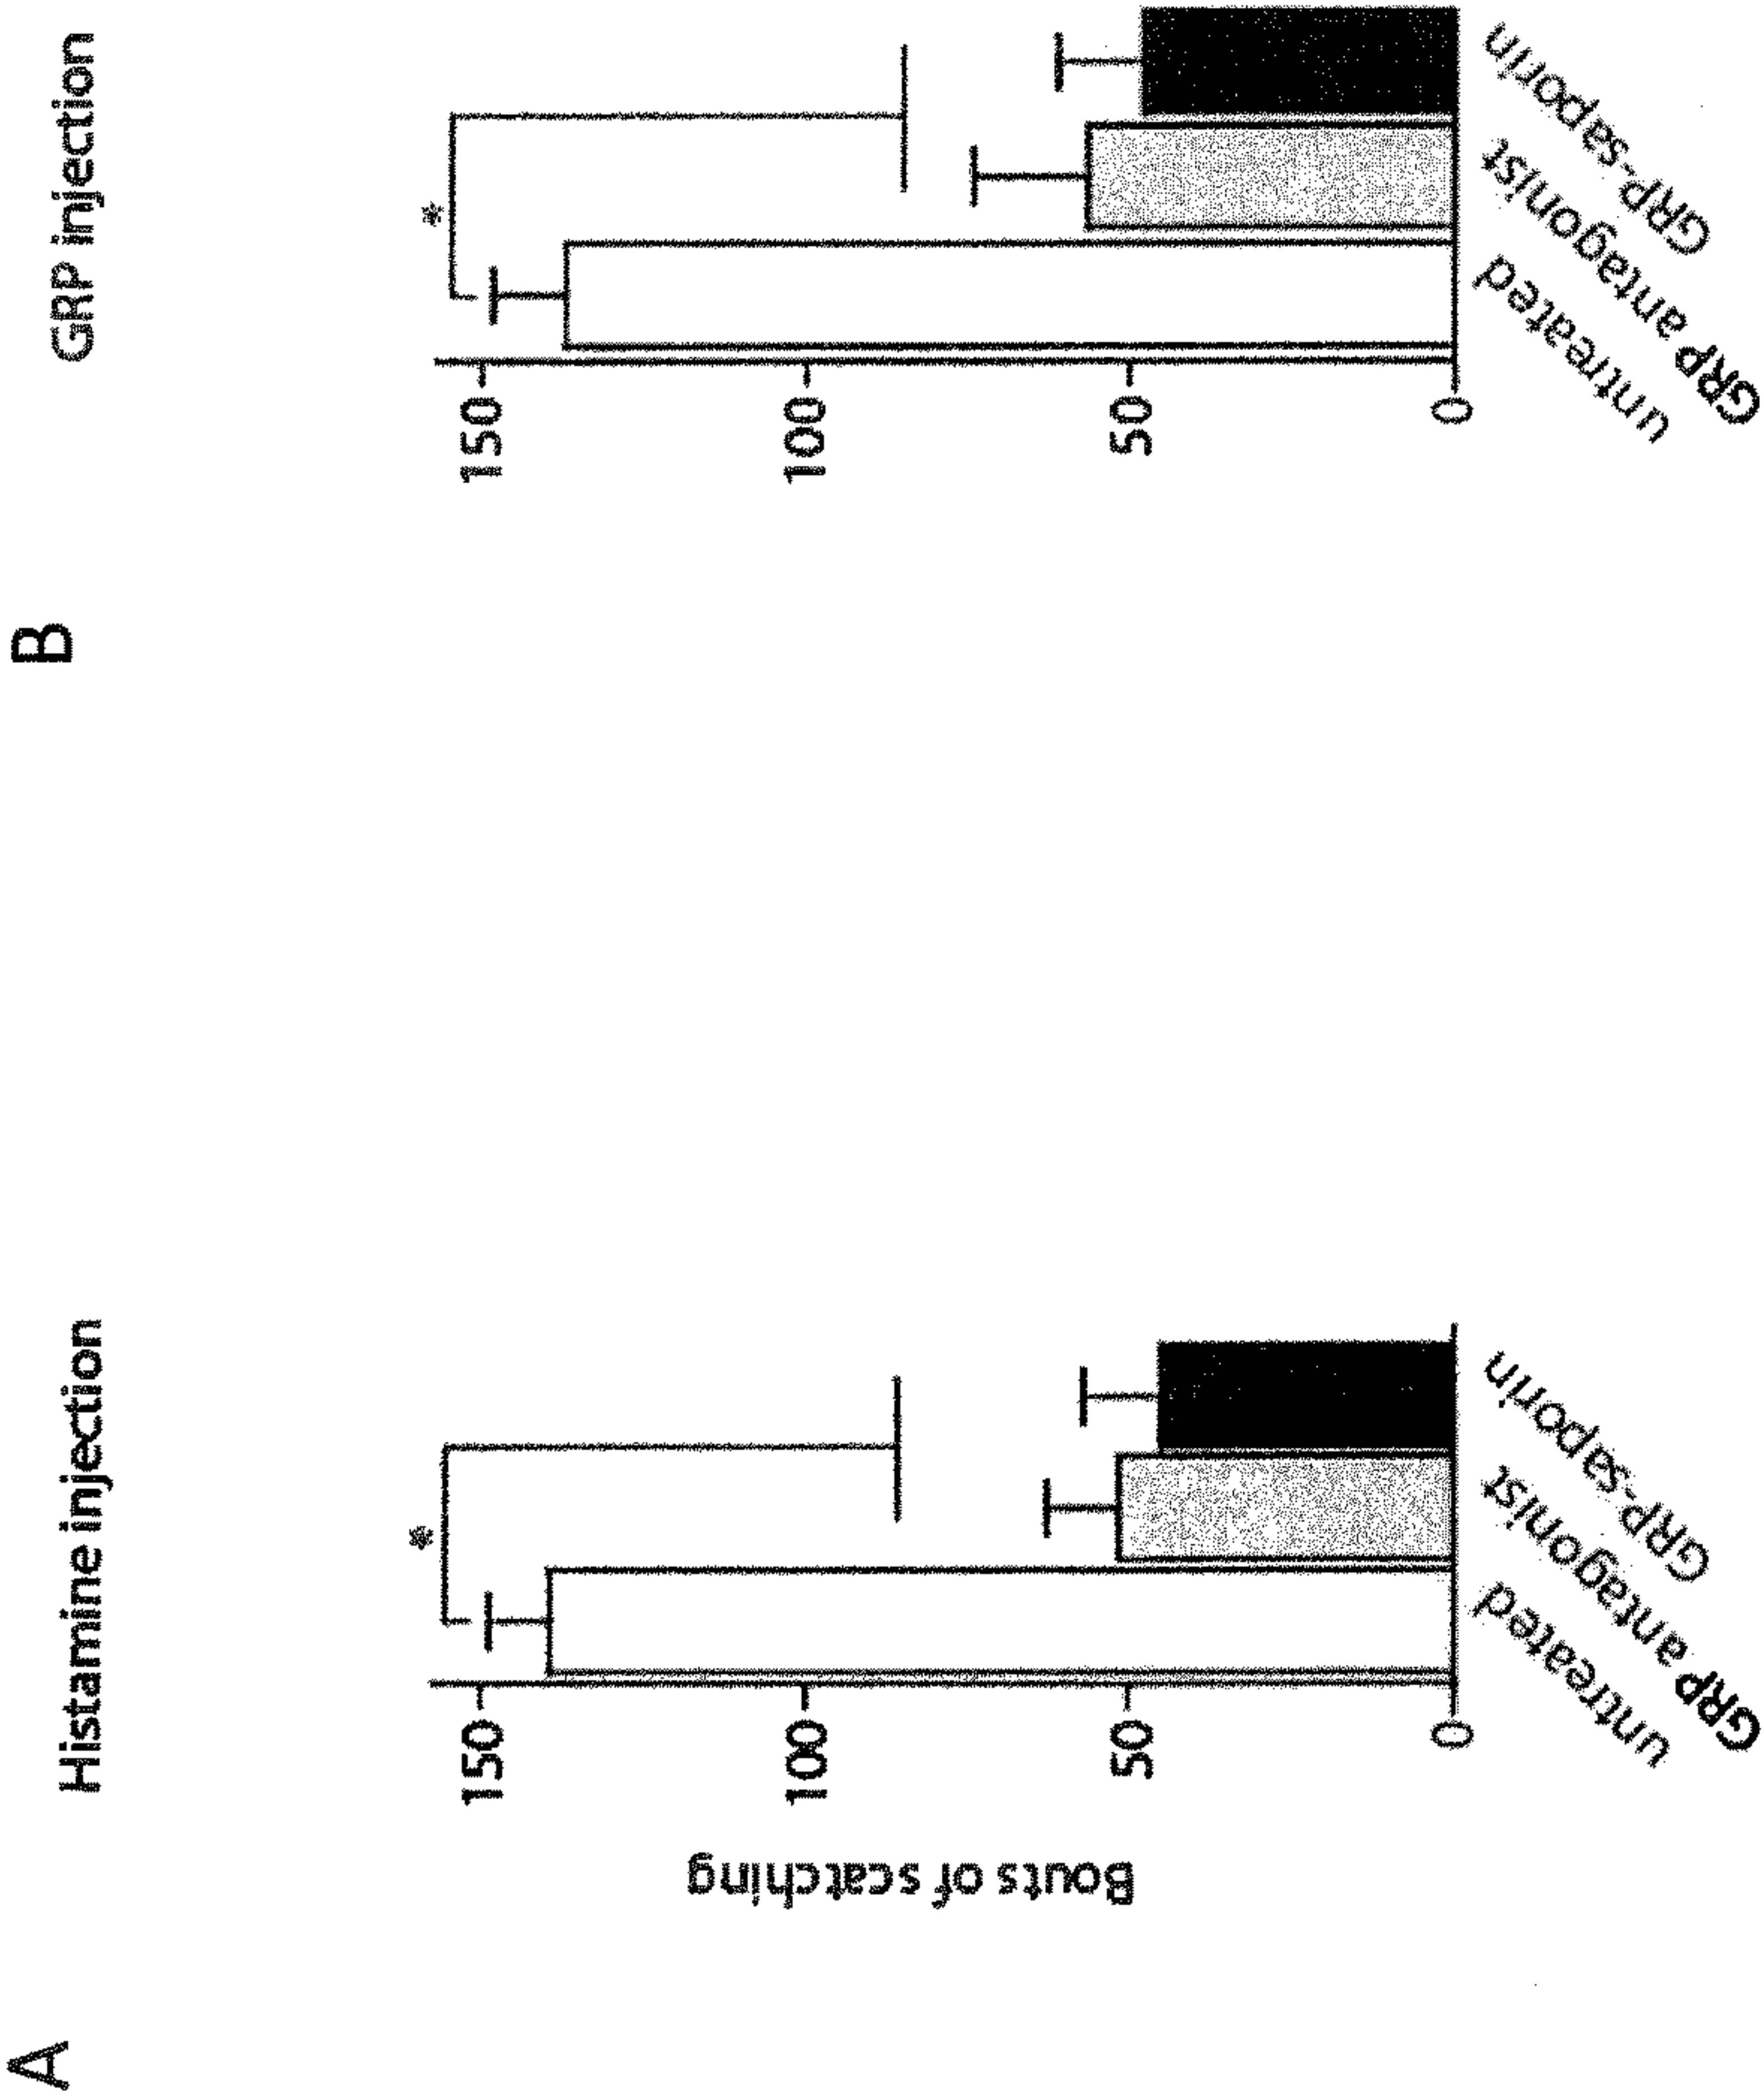 A
Histamine injection
*
Bouts of scatching
150
100
50
0
untreated
GRP antagonist
GRP-saporin
B
GRP injection
*
150
100
50
0
untreated
GRP antagonist
GRP-saporin